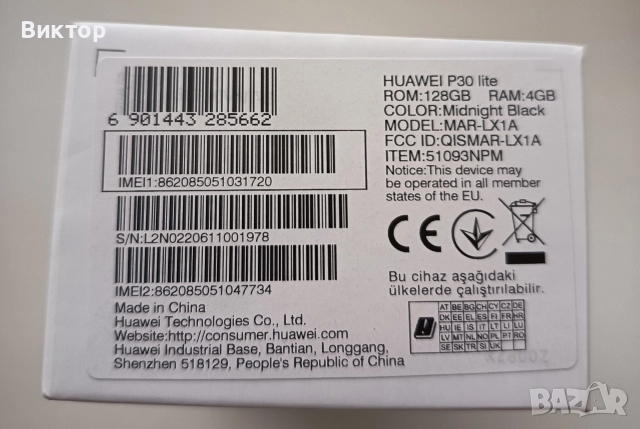 Виктор
6 901443 285662
IMEI1:862085051031720
S/N:L2N0220611001978
IMEI2:862085051047734
Made in China
Huawei Technologies Co., Ltd.
Website:http://consumer.huawei.com
Huawei Industrial Base, Bantian, Longgang,
Shenzhen 518129, People's Republic of China
HUAWEI P30 lite
ROM:128GB RAM:4GB
COLOR:Midnight Black
MODEL:MAR-LX1A
FCC ID:QISMAR-LX1A
ITEM:51093NPM
Notice:This device may
be operated in all member
states of the EU.
CE
Bu cihaz aşağıdaki
ülkelerde çalıştırılabilir.
AT BE BG CH CY CZ DE
DK EE EL ES FI FR HR
HU IE IS IT LI LT LU
LV MT NL NO PL PT RO
SE SK TR SI UK
BAZAR